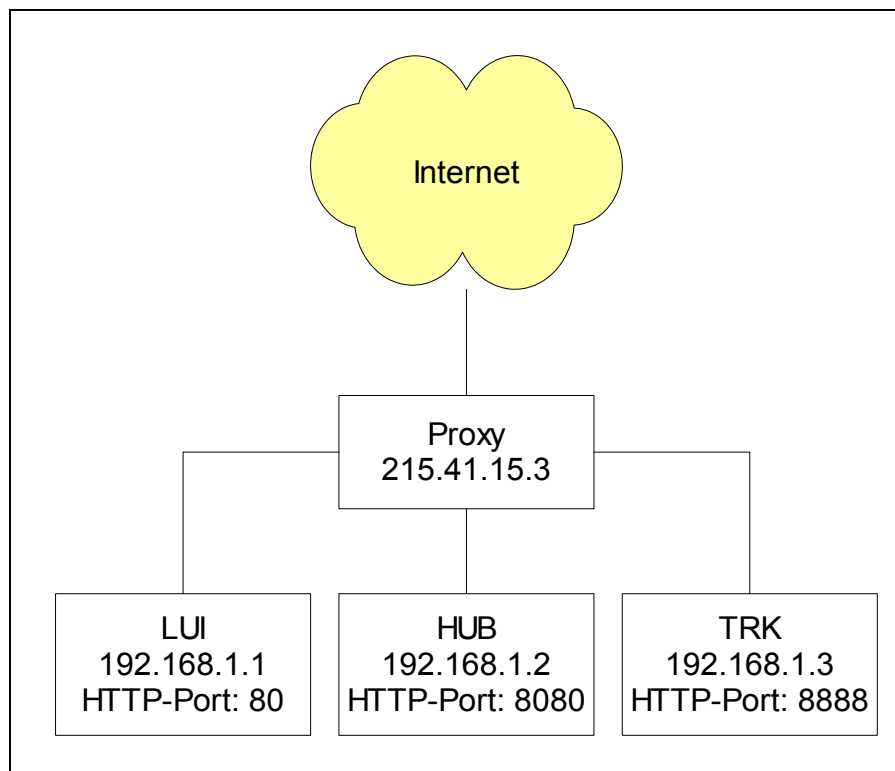 Internet
Proxy
215.41.15.3
LUI
192.168.1.1
HTTP-Port: 80
HUB
192.168.1.2
HTTP-Port: 8080
TRK
192.168.1.3
HTTP-Port: 8888